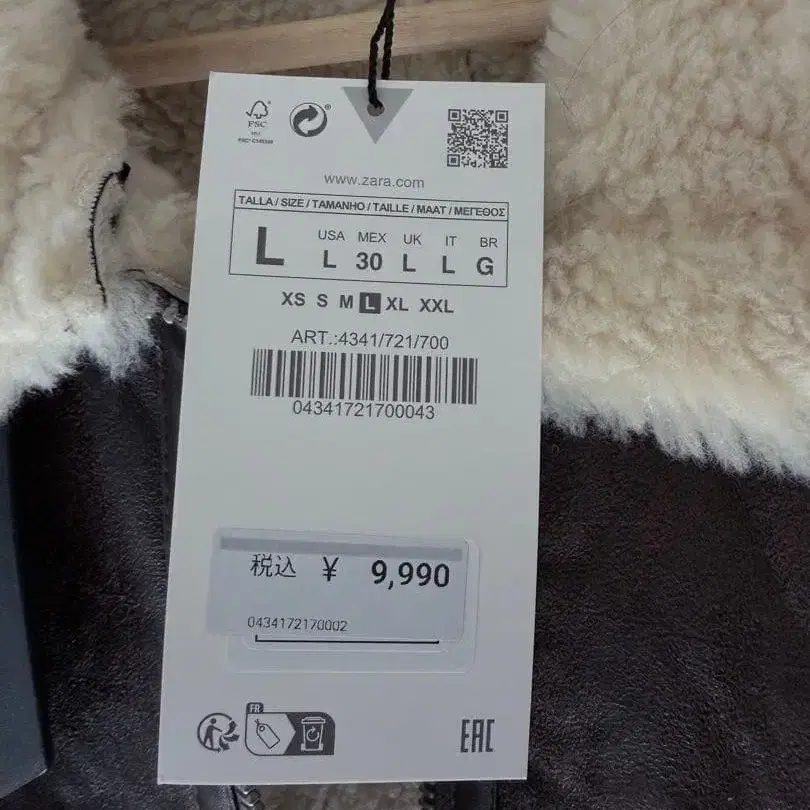 FSC
www.zara.com
TALLA / SIZE / TAMANHO / TAILLE / MAAT / ΜΕΓΕΘΟΣ
L
USA MEX UK IT BR
L 30 L L G
XS S M L XL XXL
ART.:4341/721/700
04341721700043
税込 ¥ 9,990
0434172170002
FR
EAC